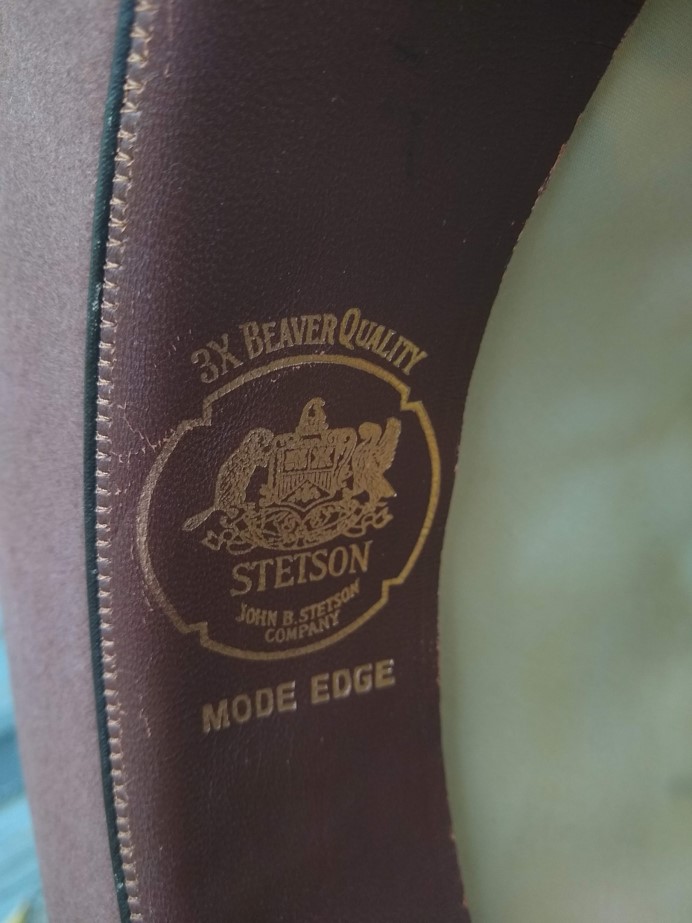 3X BEAVER QUALITY
STETSON
JOHN B. STETSON
COMPANY
MODE EDGE